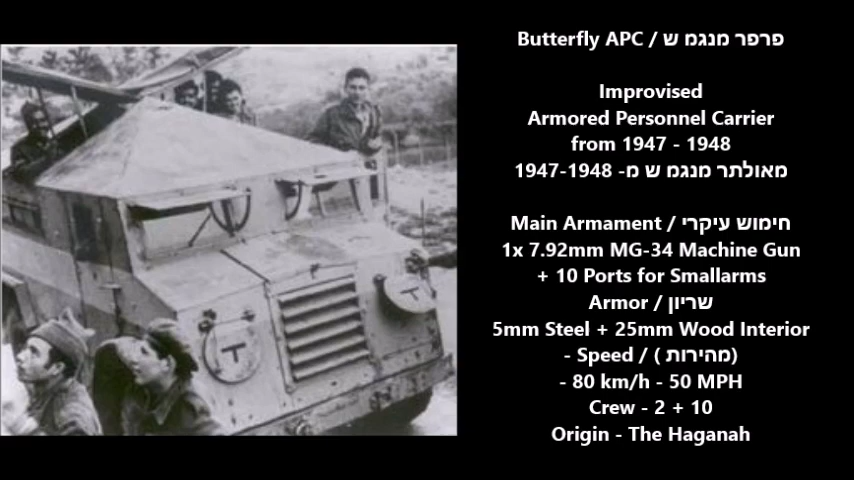 Butterfly APC / פרפר מנגמ ש
Improvised
Armored Personnel Carrier
from 1947 - 1948
מאולתר מנגמ ש מ- 1947-1948
Main Armament / חימוש עיקרי
1x 7.92mm MG-34 Machine Gun
+ 10 Ports for Smallarms
Armor / שריון
5mm Steel + 25mm Wood Interior
- Speed / ( מהירות)
- 80 km/h - 50 MPH
Crew - 2 + 10
Origin - The Haganah